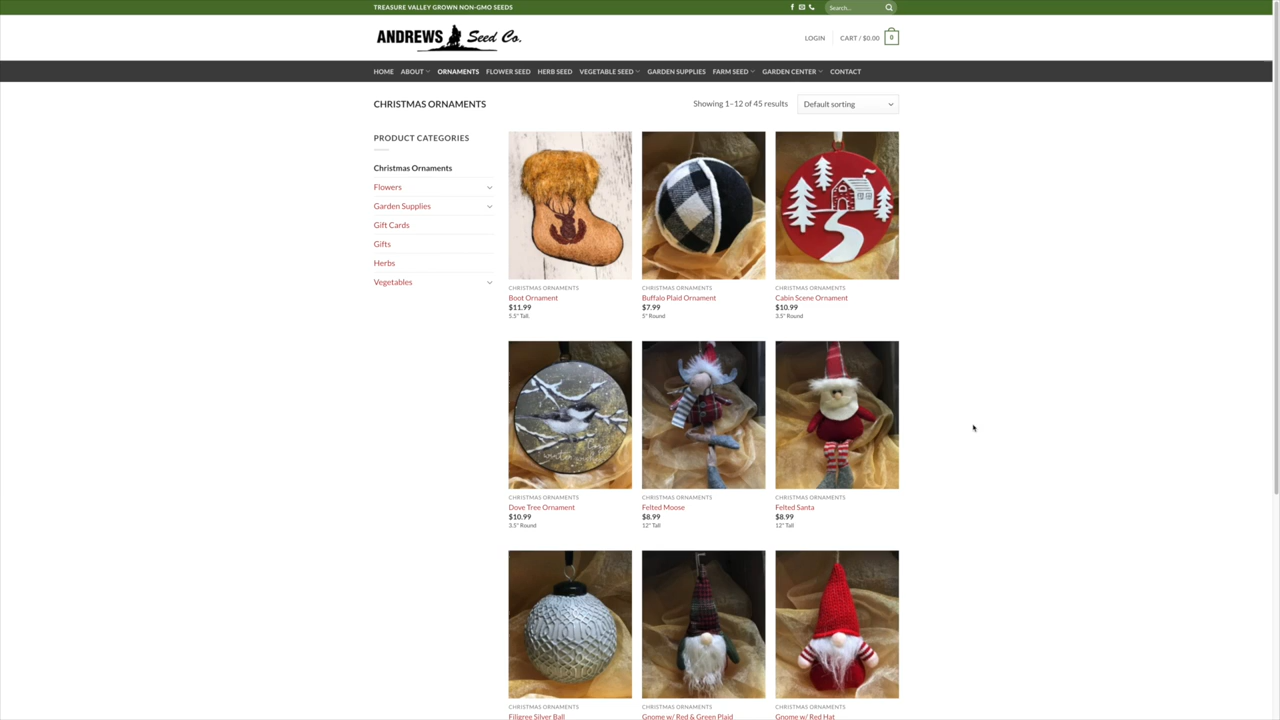 TREASURE VALLEY GROWN NON-GMO SEEDS
Search...
ANDREWS Seed Co.
LOGIN
CART / $0.00
0
HOME ABOUT ORNAMENTS FLOWER SEED HERB SEED VEGETABLE SEED GARDEN SUPPLIES FARM SEED GARDEN CENTER CONTACT
CHRISTMAS ORNAMENTS
Showing 1–12 of 45 results
Default sorting
PRODUCT CATEGORIES
Christmas Ornaments
Flowers
Garden Supplies
Gift Cards
Gifts
Herbs
Vegetables
CHRISTMAS ORNAMENTS
Boot Ornament
$11.99
5.5" Tall
CHRISTMAS ORNAMENTS
Buffalo Plaid Ornament
$7.99
5" Round
CHRISTMAS ORNAMENTS
Cabin Scene Ornament
$10.99
3.5" Round
CHRISTMAS ORNAMENTS
Dove Tree Ornament
$10.99
3.5" Round
CHRISTMAS ORNAMENTS
Felted Moose
$8.99
12" Tall
CHRISTMAS ORNAMENTS
Felted Santa
$8.99
12" Tall
CHRISTMAS ORNAMENTS
Filigree Silver Ball
CHRISTMAS ORNAMENTS
Gnome w/ Red & Green Plaid
CHRISTMAS ORNAMENTS
Gnome w/ Red Hat